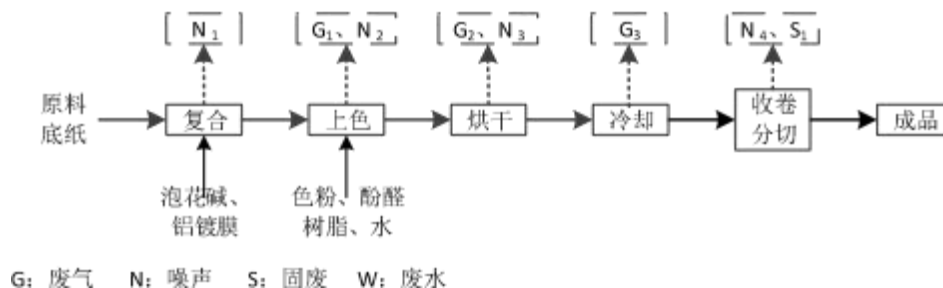 N1 G1、N2 G2、N3 G3 N4、S1
原料
底纸
复合 上色 烘干 冷却 收卷
分切 成品
泡花碱、
铝镀膜
色粉、酚醛
树脂、水
G：废气 N：噪声 S：固废 W：废水